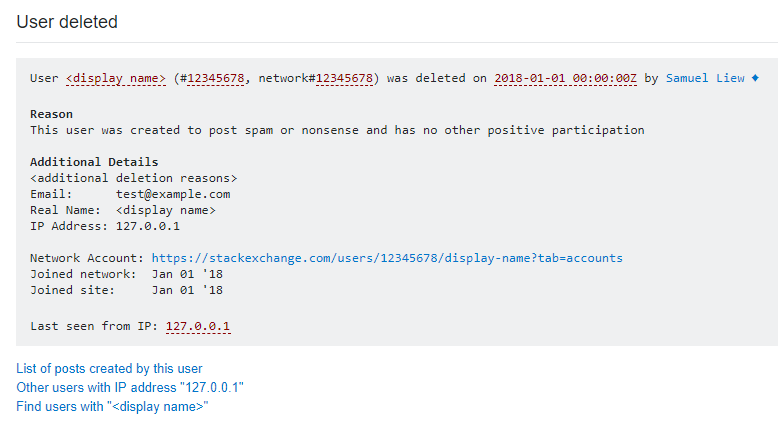 User deleted
User <display name> (#12345678, network#12345678) was deleted on 2018-01-01 00:00:00Z by Samuel Liew ♦
Reason
This user was created to post spam or nonsense and has no other positive participation
Additional Details
<additional deletion reasons>
Email: test@example.com
Real Name: <display name>
IP Address: 127.0.0.1
Network Account: https://stackexchange.com/users/12345678/display-name?tab=accounts
Joined network: Jan 01 '18
Joined site: Jan 01 '18
Last seen from IP: 127.0.0.1
List of posts created by this user
Other users with IP address "127.0.0.1"
Find users with "<display name>"